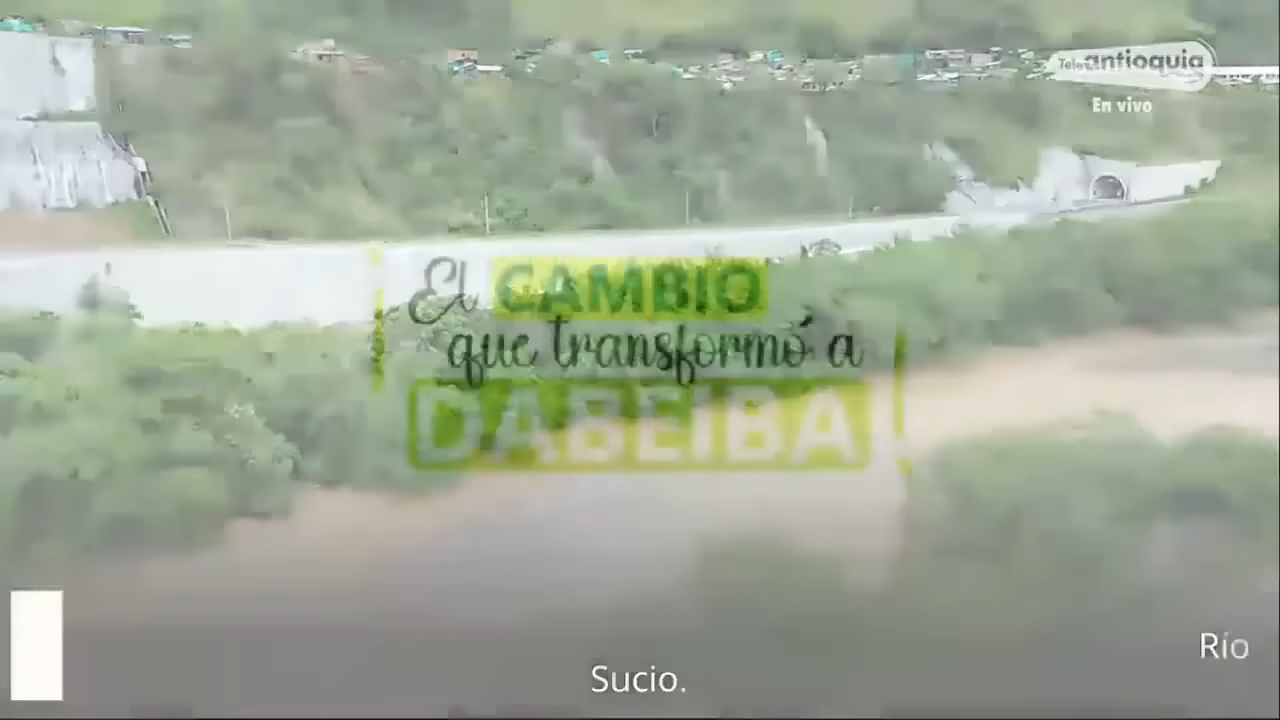 Teleantioquia
En vivo
El CAMBIO
que transformó a
DABEIBA
Río
Sucio.